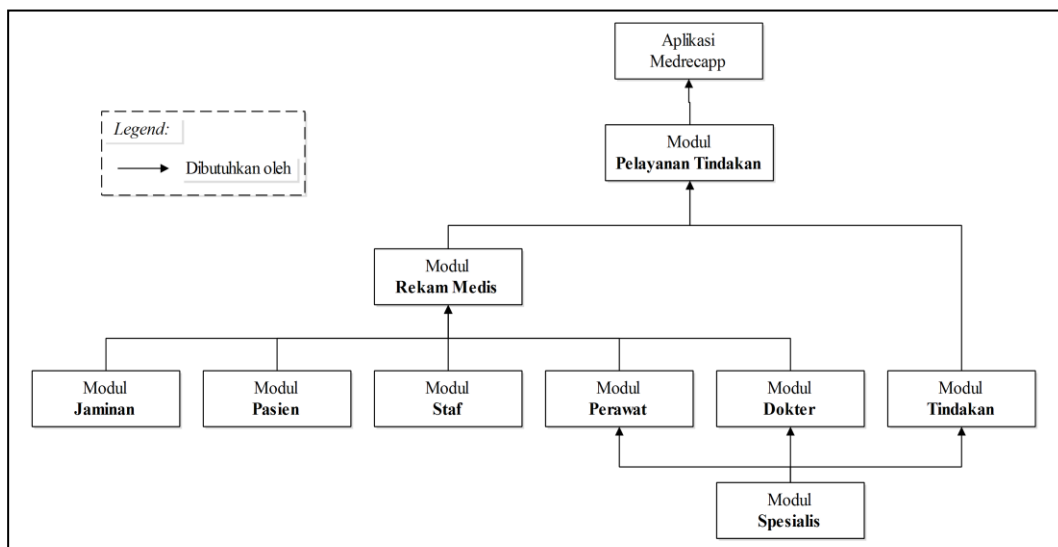 Aplikasi
Medrecapp
Legend:
Dibutuhkan oleh
Modul
Pelayanan Tindakan
Modul
Rekam Medis
Modul
Jaminan
Modul
Pasien
Modul
Staf
Modul
Perawat
Modul
Dokter
Modul
Tindakan
Modul
Spesialis